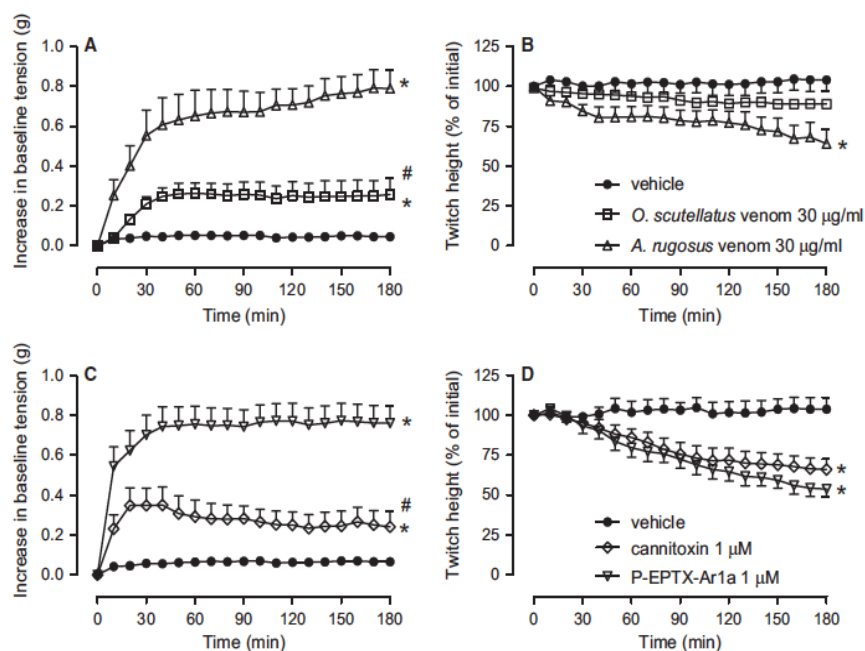 A
Increase in baseline tension (g)
1.0
0.8
0.6
0.4
0.2
0.0
*
#
*
0 30 60 90 120 150 180
Time (min)
B
Twitch height (% of initial)
125
100
75
50
25
0
*
vehicle
O. scutellatus venom 30 μg/ml
A. rugosus venom 30 μg/ml
0 30 60 90 120 150 180
Time (min)
C
Increase in baseline tension (g)
1.0
0.8
0.6
0.4
0.2
0.0
*
#
*
0 30 60 90 120 150 180
Time (min)
D
Twitch height (% of initial)
125
100
75
50
25
0
*
*
vehicle
cannitoxin 1 μM
P-EPTX-Ar1a 1 μM
0 30 60 90 120 150 180
Time (min)